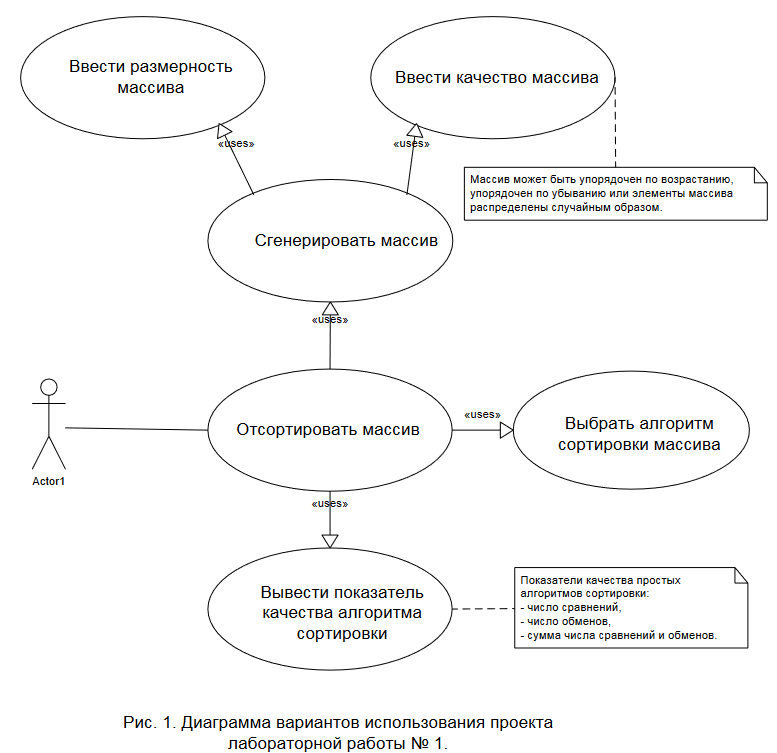 Ввести размерность
массива
Ввести качество массива
«uses»
«uses»
Массив может быть упорядочен по возрастанию,
упорядочен по убыванию или элементы массива
распределены случайным образом.
Сгенерировать массив
«uses»
Actor1
Отсортировать массив
«uses»
Выбрать алгоритм
сортировки массива
«uses»
Вывести показатель
качества алгоритма
сортировки
Показатели качества простых
алгоритмов сортировки:
- число сравнений,
- число обменов,
- сумма числа сравнений и обменов.
Рис. 1. Диаграмма вариантов использования проекта
лабораторной работы № 1.